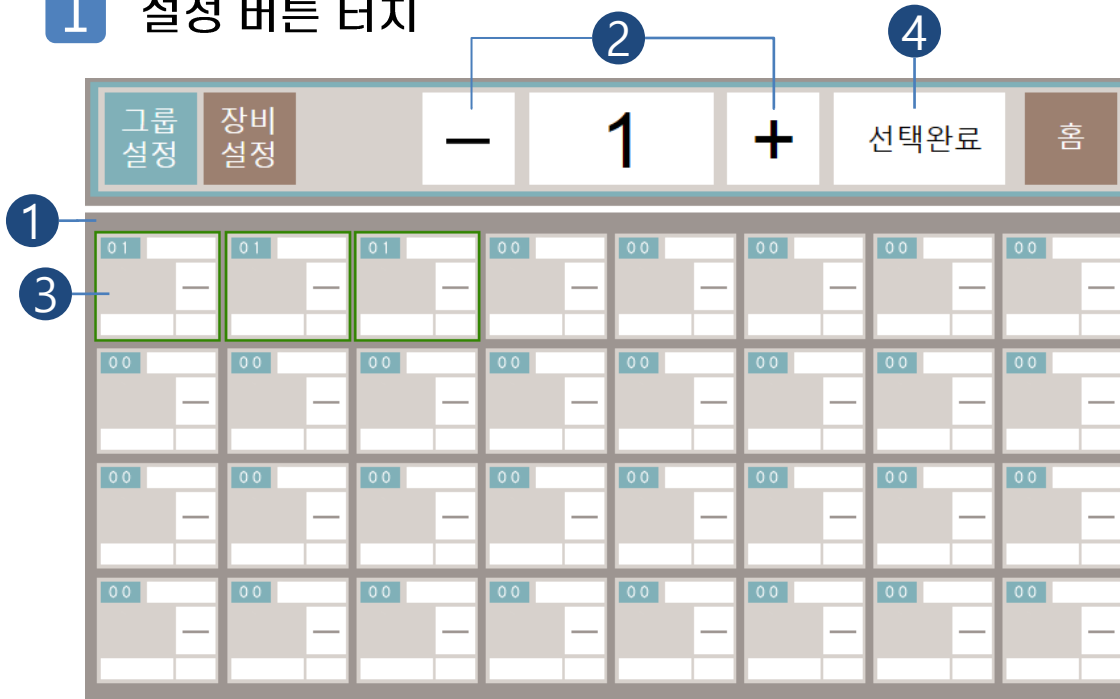 1 설정 버튼 터치
2 4
그룹 설정 장비 설정 — 1 + 선택완료 홈
1
01 01 01 00 00 00 00 00
3
— — — — — — — —
00 00 00 00 00 00 00 00
— — — — — — — —
00 00 00 00 00 00 00 00
— — — — — — — —
00 00 00 00 00 00 00 00
— — — — — — — —